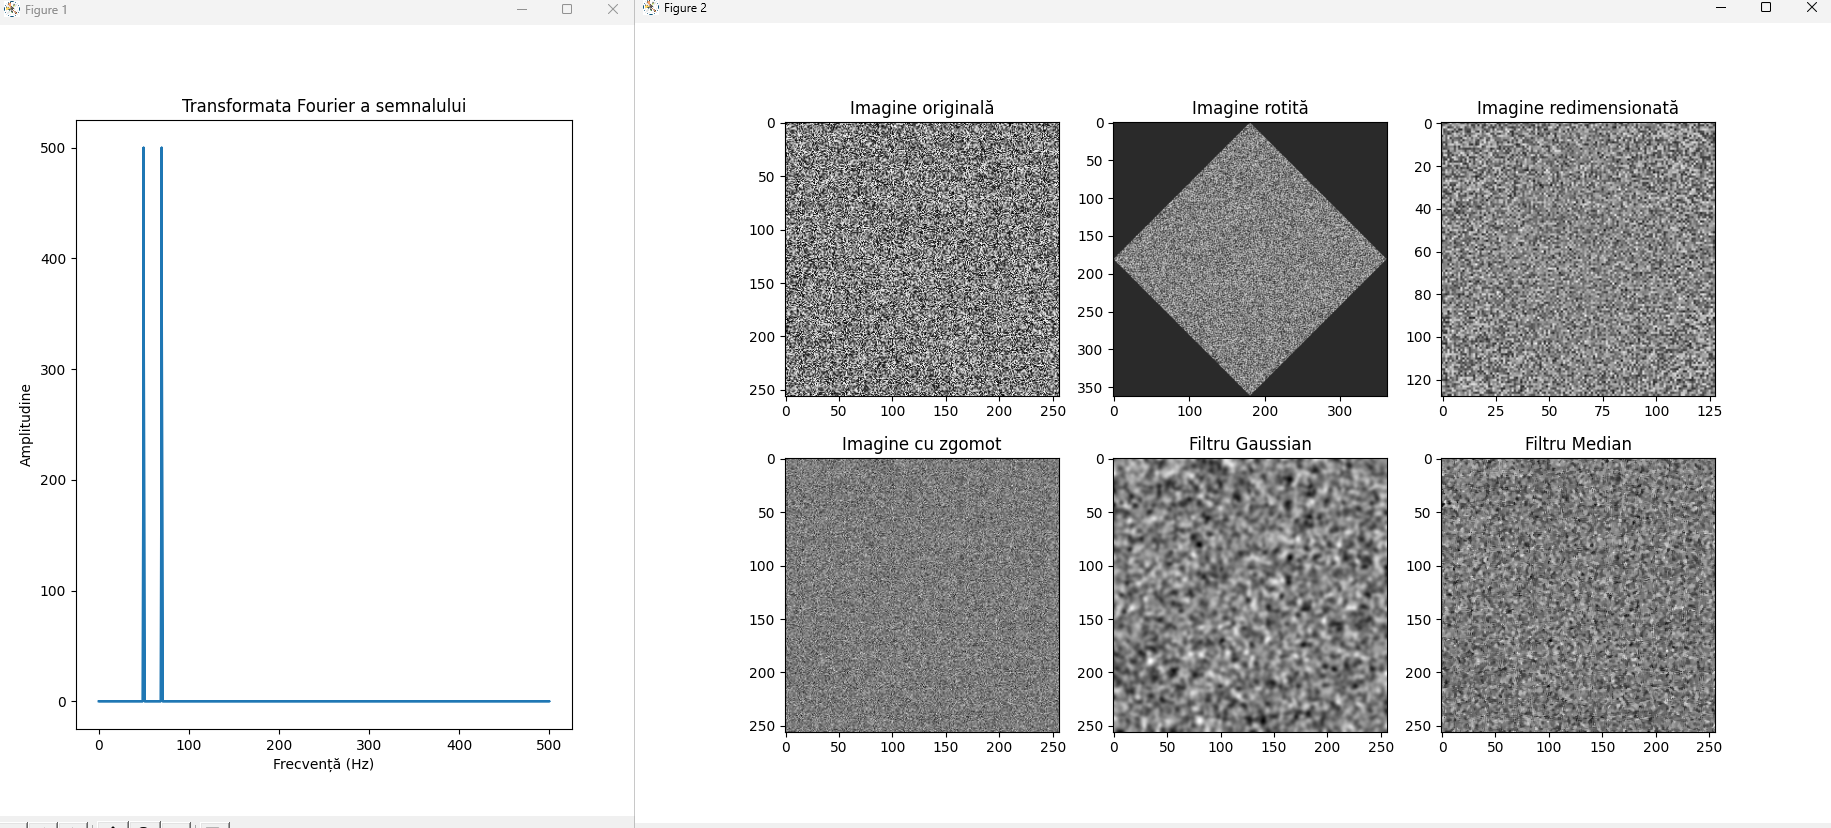 Figure 1
Transformata Fourier a semnalului
500
400
300
200
100
0
Amplitudine
0 100 200 300 400 500
Frecvență (Hz)
Figure 2
Imagine originală
0
50
100
150
200
250
0 50 100 150 200 250
Imagine rotită
0
50
100
150
200
250
300
350
0 100 200 300
Imagine redimensionată
0
20
40
60
80
100
120
0 25 50 75 100 125
Imagine cu zgomot
0
50
100
150
200
250
0 50 100 150 200 250
Filtru Gaussian
0
50
100
150
200
250
0 50 100 150 200 250
Filtru Median
0
50
100
150
200
250
0 50 100 150 200 250